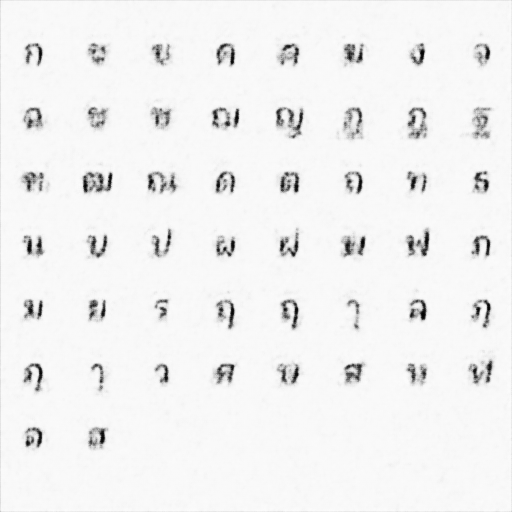 ก ข ฃ ค ฅ ฆ ง จ
ฉ ช ซ ฌ ญ ฎ ฏ ฐ
ฑ ฒ ณ ด ต ถ ท ธ
น บ ป ผ ฝ พ ฟ ภ
ม ย ร ฤ ฤ ๅ ล ฦ
ฦ ๅ ว ศ ษ ส ห ฬ
อ ฮ